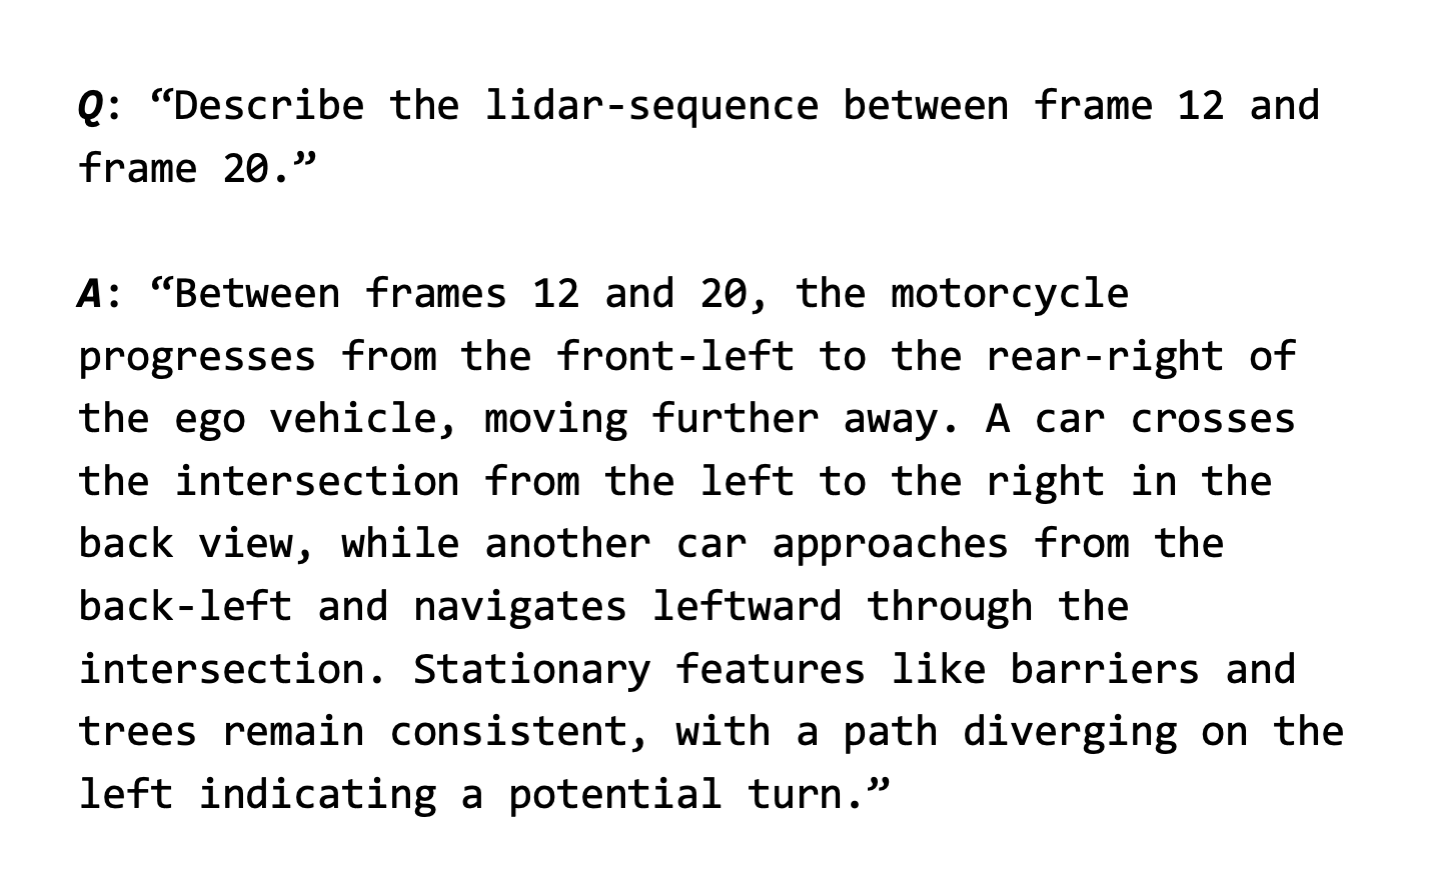 Q: “Describe the lidar-sequence between frame 12 and
frame 20.”
A: “Between frames 12 and 20, the motorcycle
progresses from the front-left to the rear-right of
the ego vehicle, moving further away. A car crosses
the intersection from the left to the right in the
back view, while another car approaches from the
back-left and navigates leftward through the
intersection. Stationary features like barriers and
trees remain consistent, with a path diverging on the
left indicating a potential turn.”